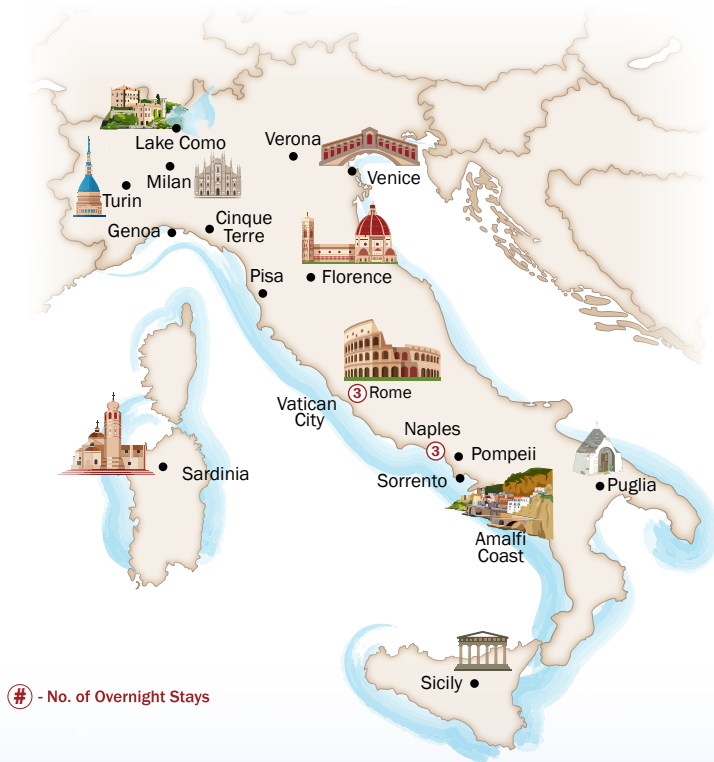 Lake Como
Verona
Milan
Venice
Turin
Genoa
Cinque
Terre
Pisa
Florence
3 Rome
Vatican
City
Naples
3
Pompeii
Sardinia
Sorrento
Puglia
Amalfi
Coast
Sicily
# - No. of Overnight Stays